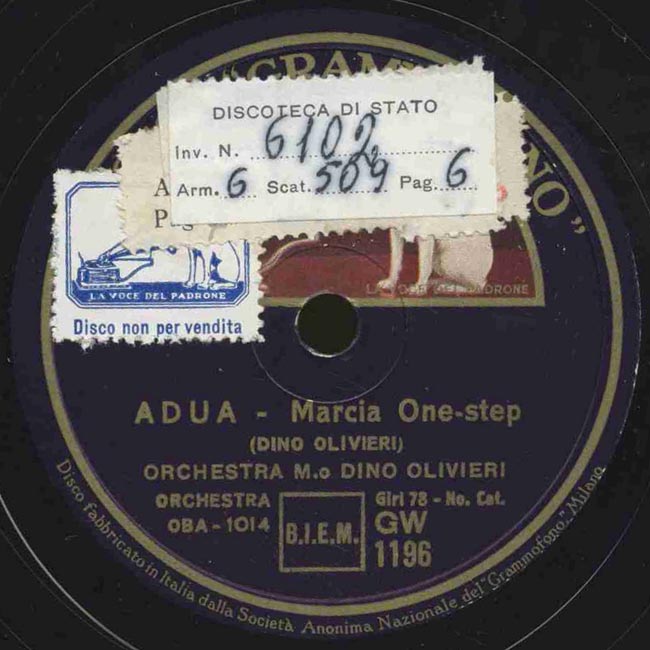 "GRAM
NO"
DISCOTECA DI STATO
Inv. N. 6102
Arm. 6 Scat. 509 Pag. 6
A
P
LA VOCE DEL PADRONE
Disco non per vendita
LA VOCE DEL PADRONE
ADUA - Marcia One-step
(DINO OLIVIERI)
ORCHESTRA M.o DINO OLIVIERI
ORCHESTRA
OBA-1014
B.I.E.M.
Giri 78 - No. Cat.
GW
1196
Disco fabbricato in Italia dalla Società Anonima Nazionale del "Grammofono" Milano